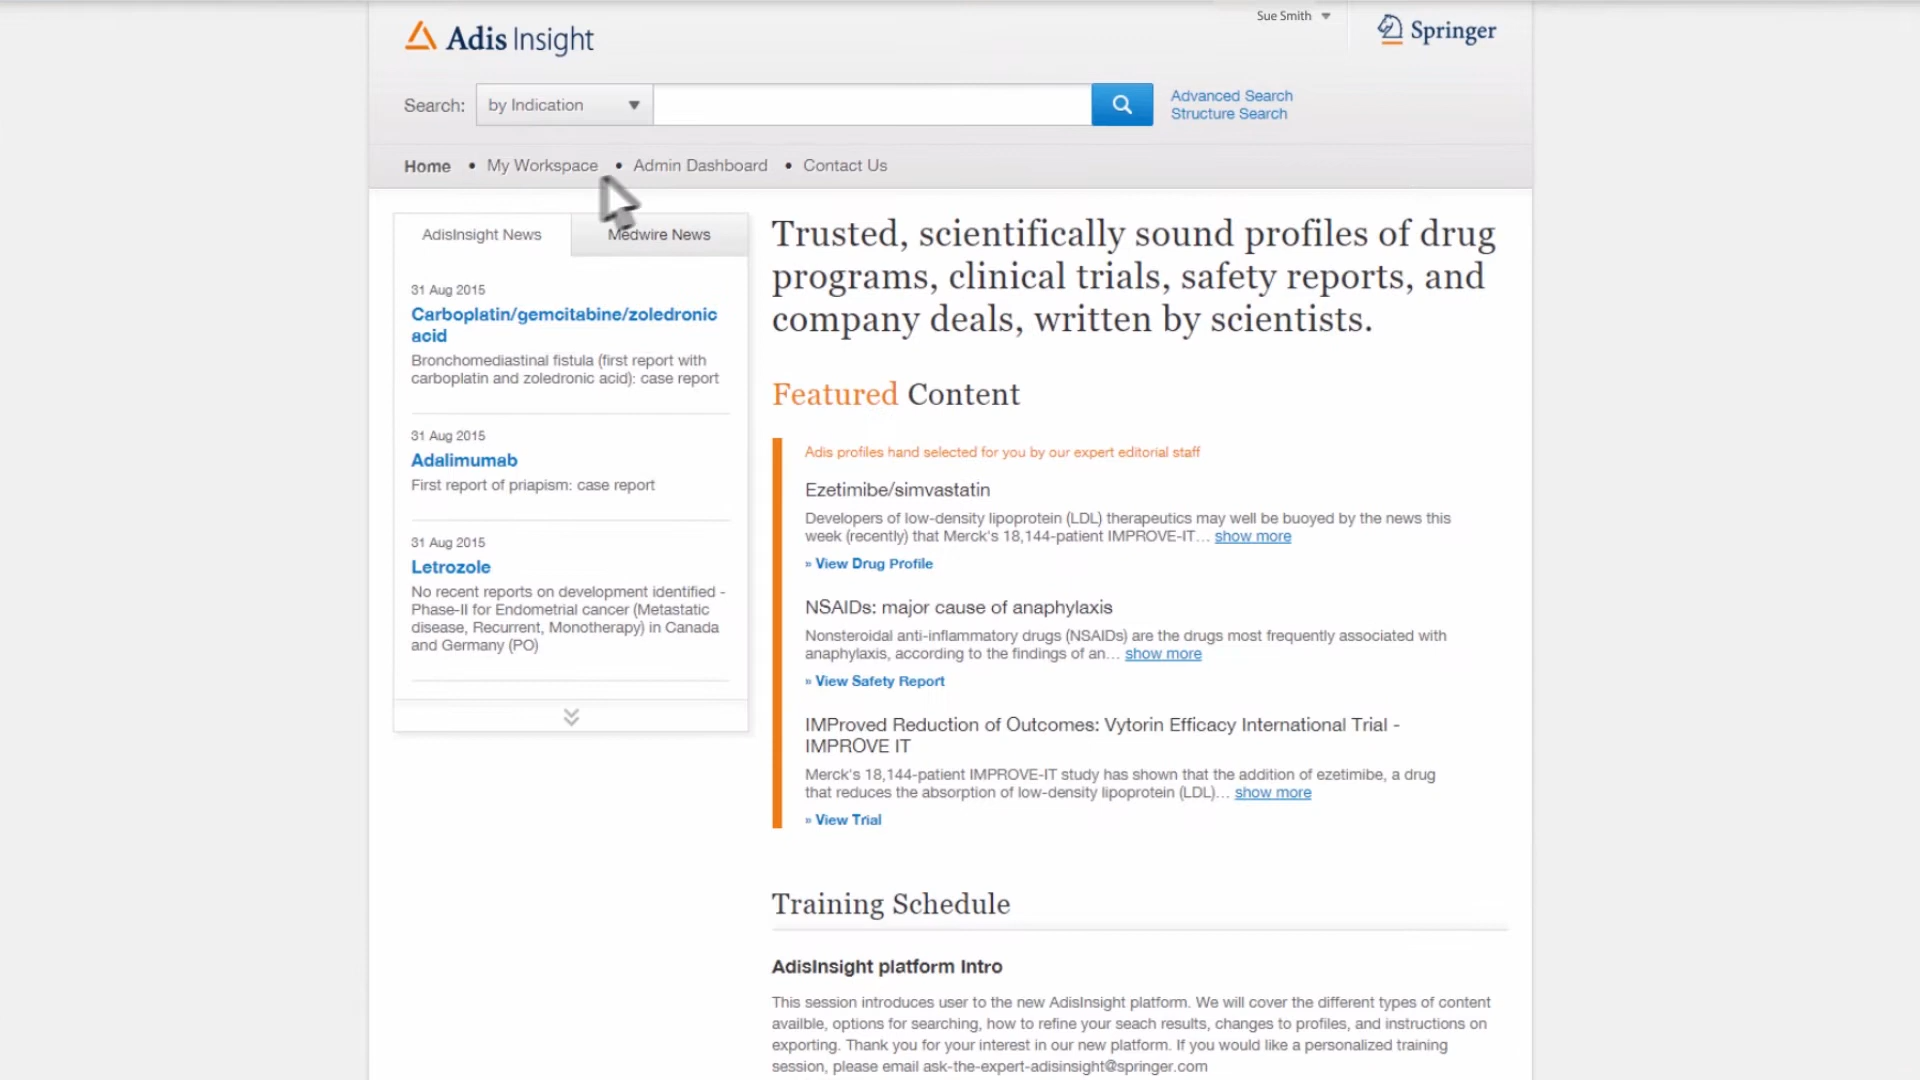 Adis Insight
Sue Smith
Springer
Search:
by Indication
Advanced Search
Structure Search
Home • My Workspace • Admin Dashboard • Contact Us
AdisInsight News
Medwire News
31 Aug 2015
Carboplatin/gemcitabine/zoledronic
acid
Bronchomediastinal fistula (first report with
carboplatin and zoledronic acid): case report
31 Aug 2015
Adalimumab
First report of priapism: case report
31 Aug 2015
Letrozole
No recent reports on development identified -
Phase-II for Endometrial cancer (Metastatic
disease, Recurrent, Monotherapy) in Canada
and Germany (PO)
Trusted, scientifically sound profiles of drug
programs, clinical trials, safety reports, and
company deals, written by scientists.
Featured Content
Adis profiles hand selected for you by our expert editorial staff
Ezetimibe/simvastatin
Developers of low-density lipoprotein (LDL) therapeutics may well be buoyed by the news this
week (recently) that Merck's 18,144-patient IMPROVE-IT... show more
» View Drug Profile
NSAIDs: major cause of anaphylaxis
Nonsteroidal anti-inflammatory drugs (NSAIDs) are the drugs most frequently associated with
anaphylaxis, according to the findings of an... show more
» View Safety Report
IMProved Reduction of Outcomes: Vytorin Efficacy International Trial -
IMPROVE IT
Merck's 18,144-patient IMPROVE-IT study has shown that the addition of ezetimibe, a drug
that reduces the absorption of low-density lipoprotein (LDL)... show more
» View Trial
Training Schedule
AdisInsight platform Intro
This session introduces user to the new AdisInsight platform. We will cover the different types of content
availble, options for searching, how to refine your seach results, changes to profiles, and instructions on
exporting. Thank you for your interest in our new platform. If you would like a personalized training
session, please email ask-the-expert-adisinsight@springer.com